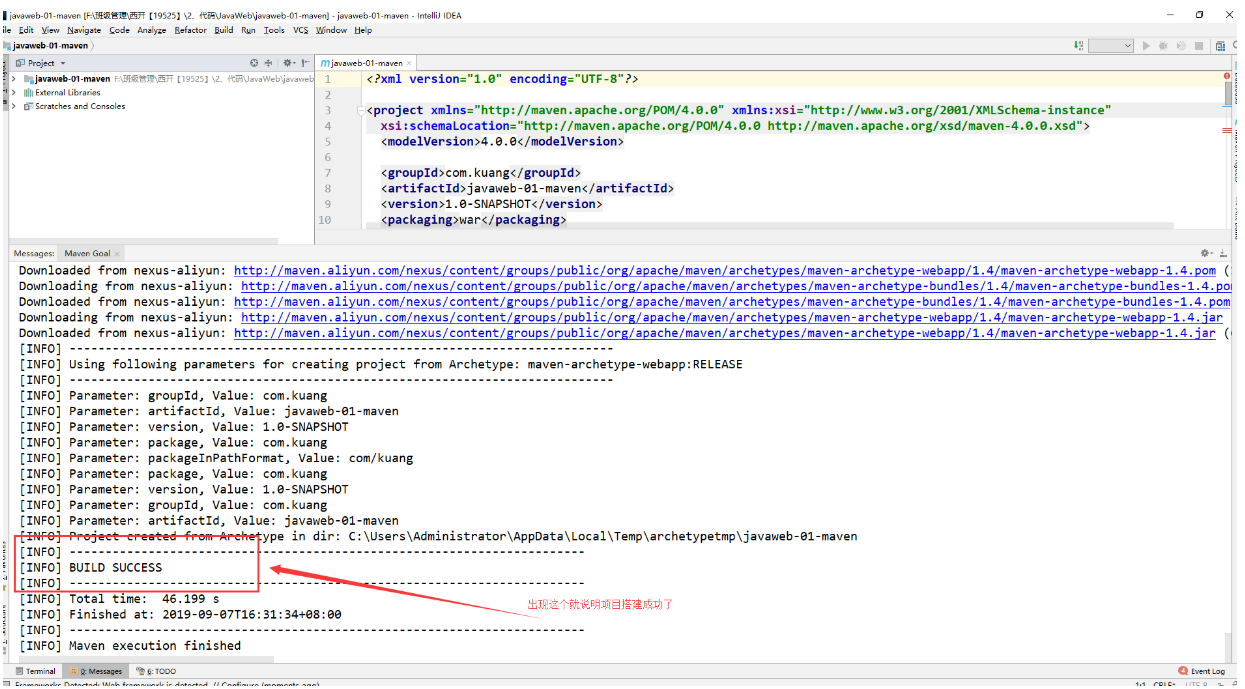 javaweb-01-maven [F:\班级管理\西开【19525】\2、代码\JavaWeb\javaweb-01-maven] - javaweb-01-maven - IntelliJ IDEA
ile Edit View Navigate Code Analyze Refactor Build Run Tools VCS Window Help
javaweb-01-maven
Project
javaweb-01-maven F:\班级管理\西开【19525】\2、代码\JavaWeb\javaweb
External Libraries
Scratches and Consoles
javaweb-01-maven
1 <?xml version="1.0" encoding="UTF-8"?>
2
3 <project xmlns="http://maven.apache.org/POM/4.0.0" xmlns:xsi="http://www.w3.org/2001/XMLSchema-instance"
4 xsi:schemaLocation="http://maven.apache.org/POM/4.0.0 http://maven.apache.org/xsd/maven-4.0.0.xsd">
5 <modelVersion>4.0.0</modelVersion>
6
7 <groupId>com.kuang</groupId>
8 <artifactId>javaweb-01-maven</artifactId>
9 <version>1.0-SNAPSHOT</version>
10 <packaging>war</packaging>
Messages: Maven Goal
Downloaded from nexus-aliyun: http://maven.aliyun.com/nexus/content/groups/public/org/apache/maven/archetypes/maven-archetype-webapp/1.4/maven-archetype-webapp-1.4.pom (
Downloading from nexus-aliyun: http://maven.aliyun.com/nexus/content/groups/public/org/apache/maven/archetypes/maven-archetype-bundles/1.4/maven-archetype-bundles-1.4.po
Downloaded from nexus-aliyun: http://maven.aliyun.com/nexus/content/groups/public/org/apache/maven/archetypes/maven-archetype-bundles/1.4/maven-archetype-bundles-1.4.pom
Downloading from nexus-aliyun: http://maven.aliyun.com/nexus/content/groups/public/org/apache/maven/archetypes/maven-archetype-webapp/1.4/maven-archetype-webapp-1.4.jar
Downloaded from nexus-aliyun: http://maven.aliyun.com/nexus/content/groups/public/org/apache/maven/archetypes/maven-archetype-webapp/1.4/maven-archetype-webapp-1.4.jar (
[INFO] ----------------------------------------------------------------------------
[INFO] Using following parameters for creating project from Archetype: maven-archetype-webapp:RELEASE
[INFO] ----------------------------------------------------------------------------
[INFO] Parameter: groupId, Value: com.kuang
[INFO] Parameter: artifactId, Value: javaweb-01-maven
[INFO] Parameter: version, Value: 1.0-SNAPSHOT
[INFO] Parameter: package, Value: com.kuang
[INFO] Parameter: packageInPathFormat, Value: com/kuang
[INFO] Parameter: package, Value: com.kuang
[INFO] Parameter: version, Value: 1.0-SNAPSHOT
[INFO] Parameter: groupId, Value: com.kuang
[INFO] Parameter: artifactId, Value: javaweb-01-maven
[INFO] Project created from Archetype in dir: C:\Users\Administrator\AppData\Local\Temp\archetypetmp\javaweb-01-maven
[INFO] ------------------------------------------------------------------------
[INFO] BUILD SUCCESS
[INFO] ------------------------------------------------------------------------
[INFO] Total time:  46.199 s
出现这个就说明项目搭建成功了
[INFO] Finished at: 2019-09-07T16:31:34+08:00
[INFO] ------------------------------------------------------------------------
[INFO] Maven execution finished
Terminal 0: Messages 6: TODO Event Log
Frameworks Detected: Web framework is detected. // Configure (moments ago) 1:1 CRLF UTF-8